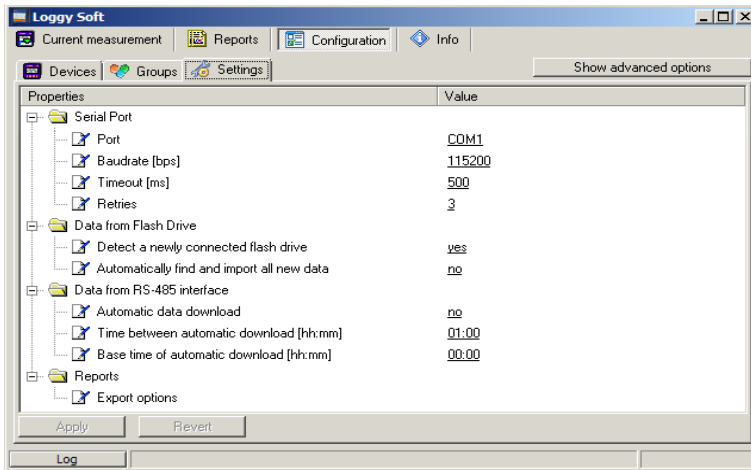 Loggy Soft
Current measurement Reports Configuration Info
Devices Groups Settings Show advanced options
Properties Value
Serial Port
Port COM1
Baudrate [bps] 115200
Timeout [ms] 500
Retries 3
Data from Flash Drive
Detect a newly connected flash drive yes
Automatically find and import all new data no
Data from RS-485 interface
Automatic data download no
Time between automatic download [hh:mm] 01:00
Base time of automatic download [hh:mm] 00:00
Reports
Export options
Apply Revert
Log